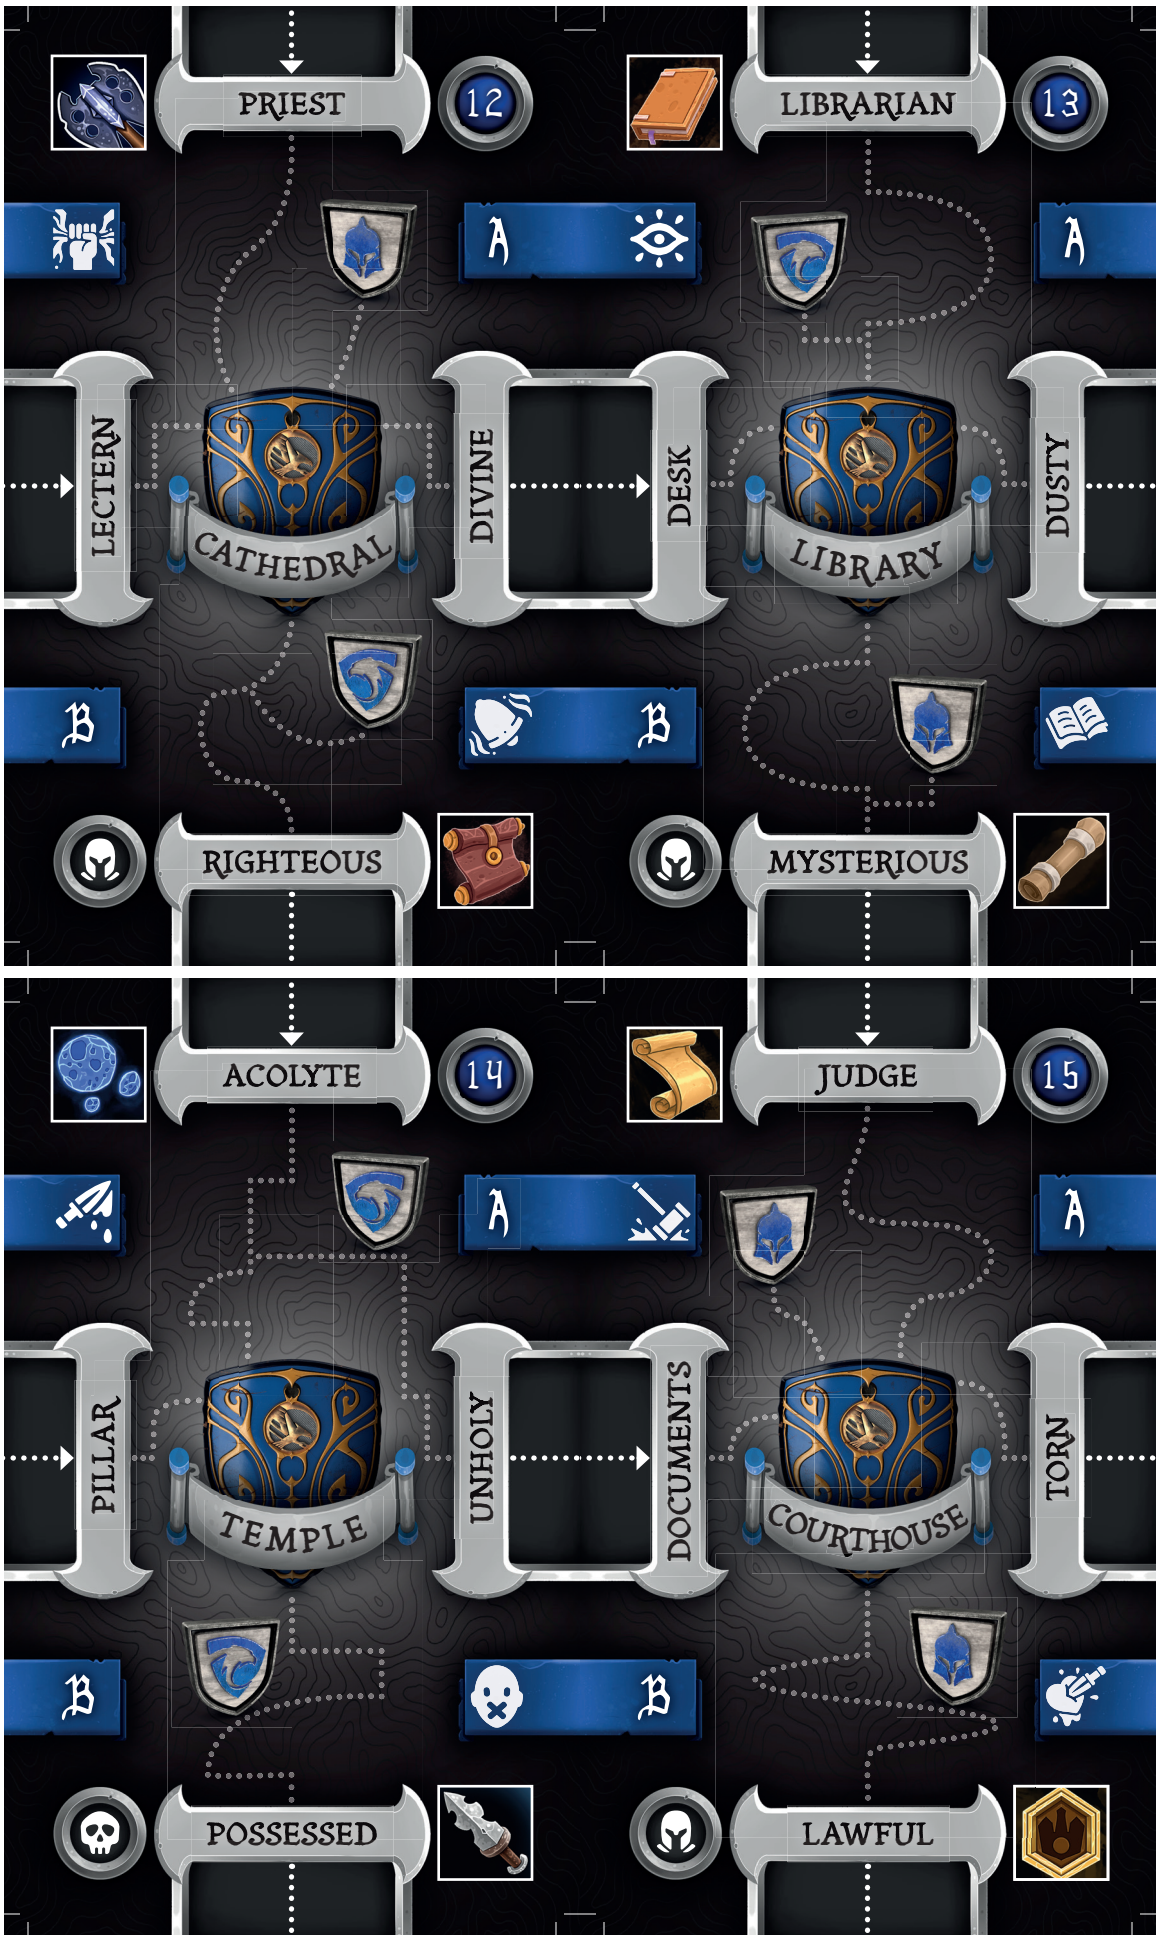 PRIEST
12
LIBRARIAN
13
A
A
LECTERN
DIVINE
DESK
DUSTY
CATHEDRAL
LIBRARY
B
B
RIGHTEOUS
MYSTERIOUS
ACOLYTE
14
JUDGE
15
A
A
PILLAR
UNHOLY
DOCUMENTS
TORN
TEMPLE
COURTHOUSE
B
B
POSSESSED
LAWFUL